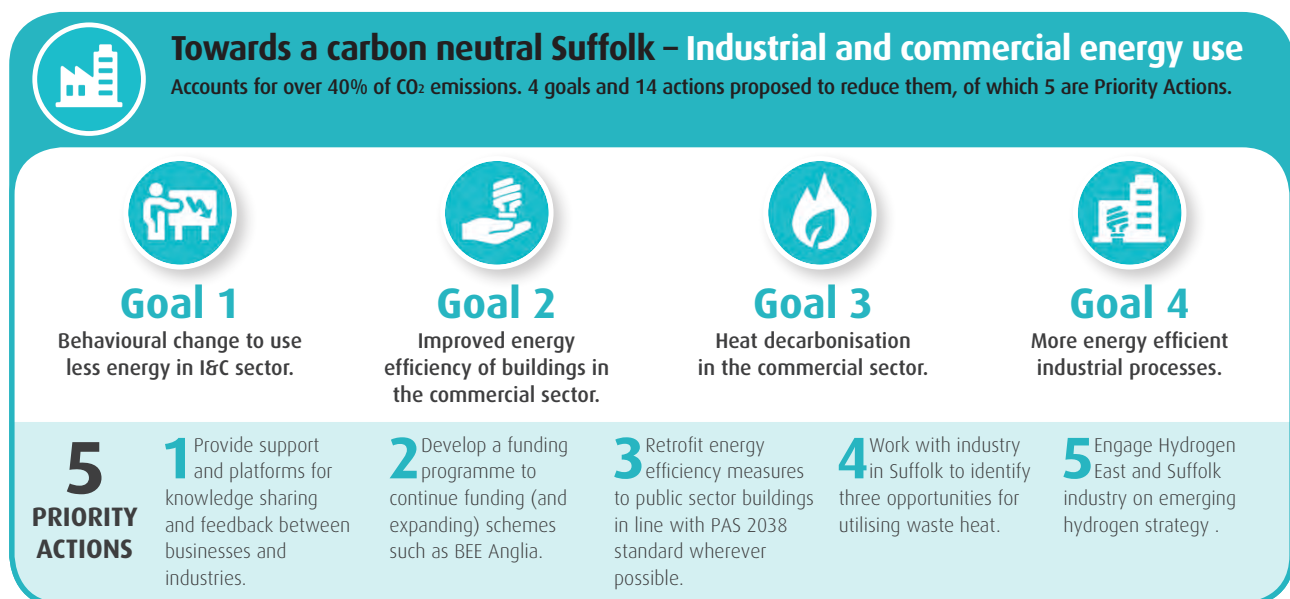 Towards a carbon neutral Suffolk – Industrial and commercial energy use
Accounts for over 40% of CO₂ emissions. 4 goals and 14 actions proposed to reduce them, of which 5 are Priority Actions.
Goal 1
Behavioural change to use
less energy in I&C sector.
Goal 2
Improved energy
efficiency of buildings in
the commercial sector.
Goal 3
Heat decarbonisation
in the commercial sector.
Goal 4
More energy efficient
industrial processes.
5
PRIORITY
ACTIONS
1 Provide support
and platforms for
knowledge sharing
and feedback between
businesses and
industries.
2 Develop a funding
programme to
continue funding (and
expanding) schemes
such as BEE Anglia.
3 Retrofit energy
efficiency measures
to public sector buildings
in line with PAS 2038
standard wherever
possible.
4 Work with industry
in Suffolk to identify
three opportunities for
utilising waste heat.
5 Engage Hydrogen
East and Suffolk
industry on emerging
hydrogen strategy .